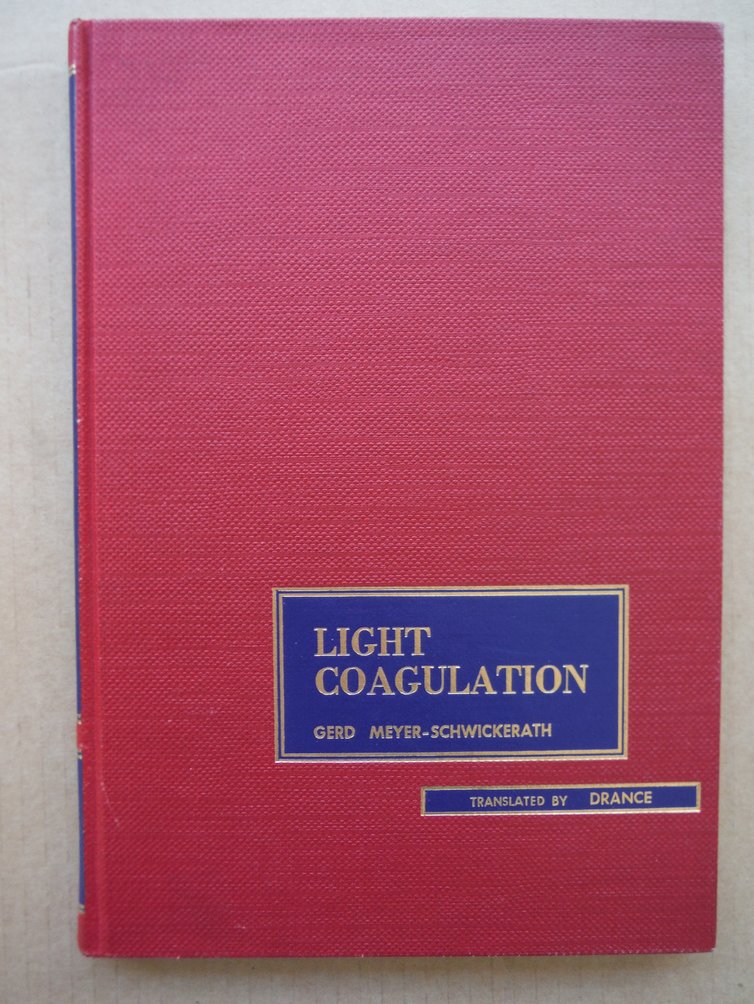 LIGHT
COAGULATION
GERD MEYER-SCHWICKERATH
TRANSLATED BY DRANCE